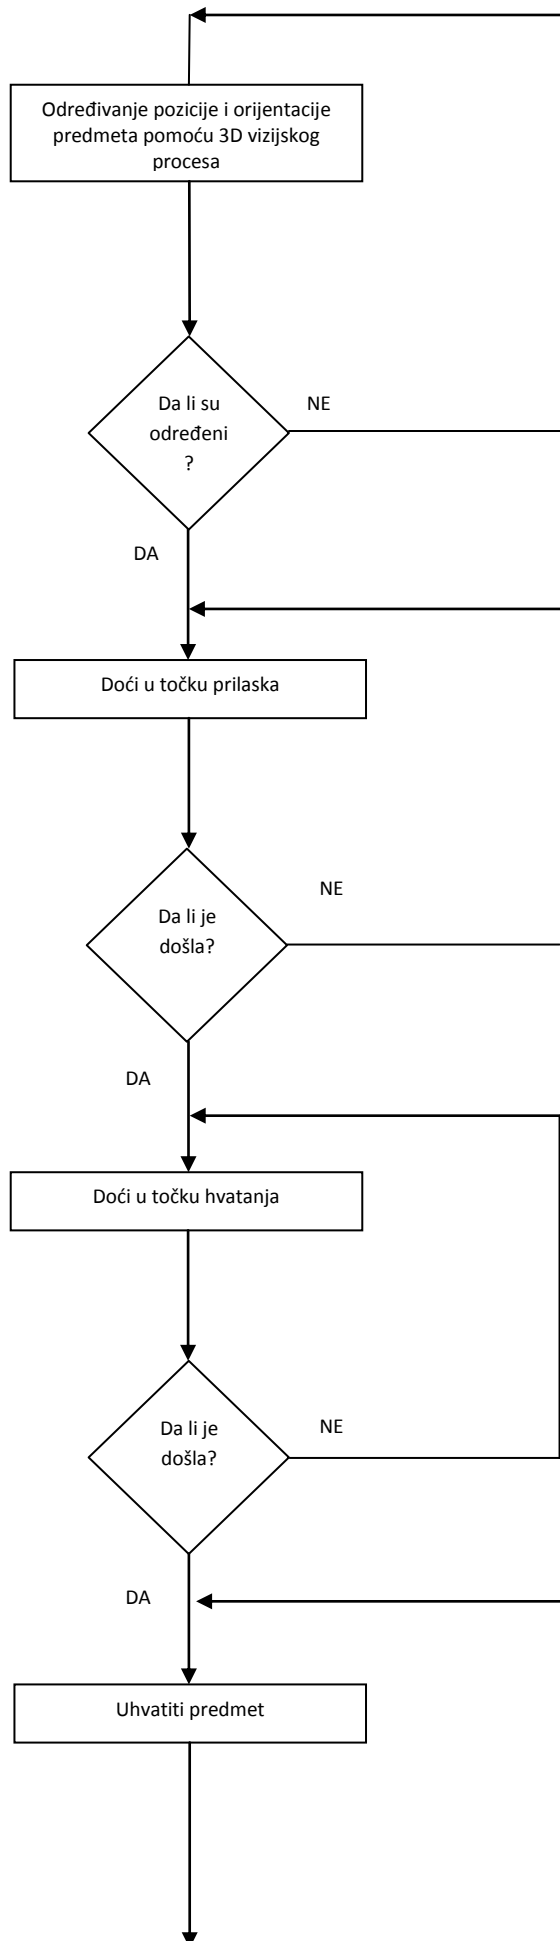 Određivanje pozicije i orijentacije
predmeta pomoću 3D vizijskog
procesa
Da li su
određeni
?
NE
DA
Doći u točku prilaska
Da li je
došla?
NE
DA
Doći u točku hvatanja
Da li je
došla?
NE
DA
Uhvatiti predmet